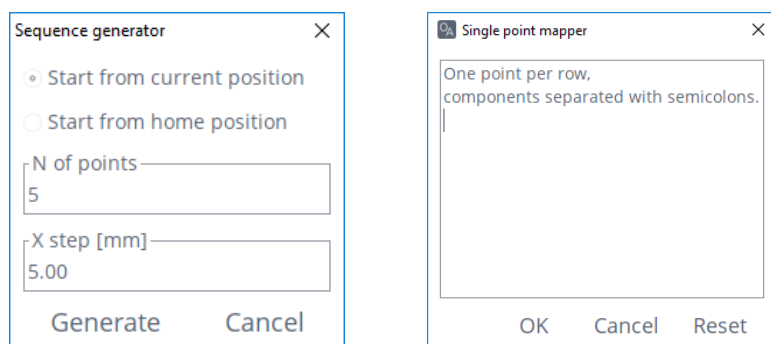 Sequence generator
Start from current position
Start from home position
N of points
5
X step [mm]
5.00
Generate Cancel
OA Single point mapper
One point per row,
components separated with semicolons.
OK Cancel Reset